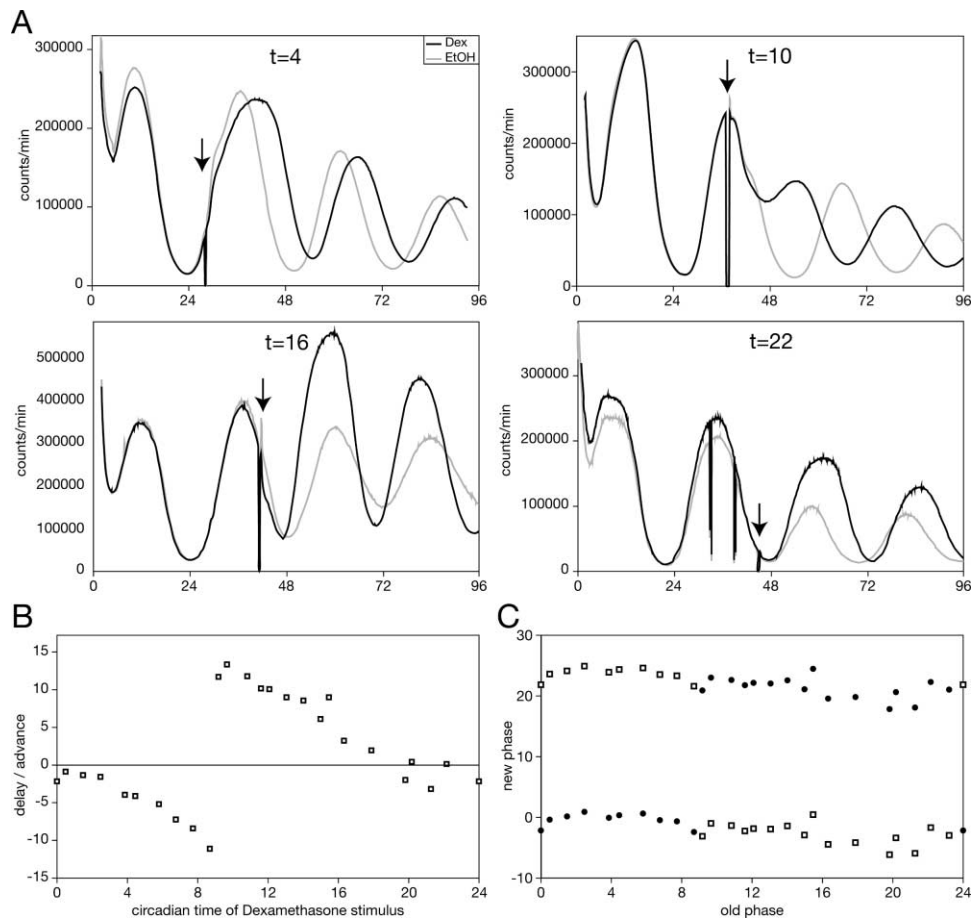 A
t=4
Dex
EtOH
counts/min
300000
200000
100000
0
0 24 48 72 96
t=10
counts/min
300000
200000
100000
0
0 24 48 72 96
t=16
counts/min
500000
400000
300000
200000
100000
0
0 24 48 72 96
t=22
counts/min
300000
200000
100000
0
0 24 48 72 96
B
delay / advance
15
10
5
0
-5
-10
-15
0 4 8 12 16 20 24
circadian time of Dexamethasone stimulus
C
new phase
30
20
10
0
-10
0 4 8 12 16 20 24
old phase